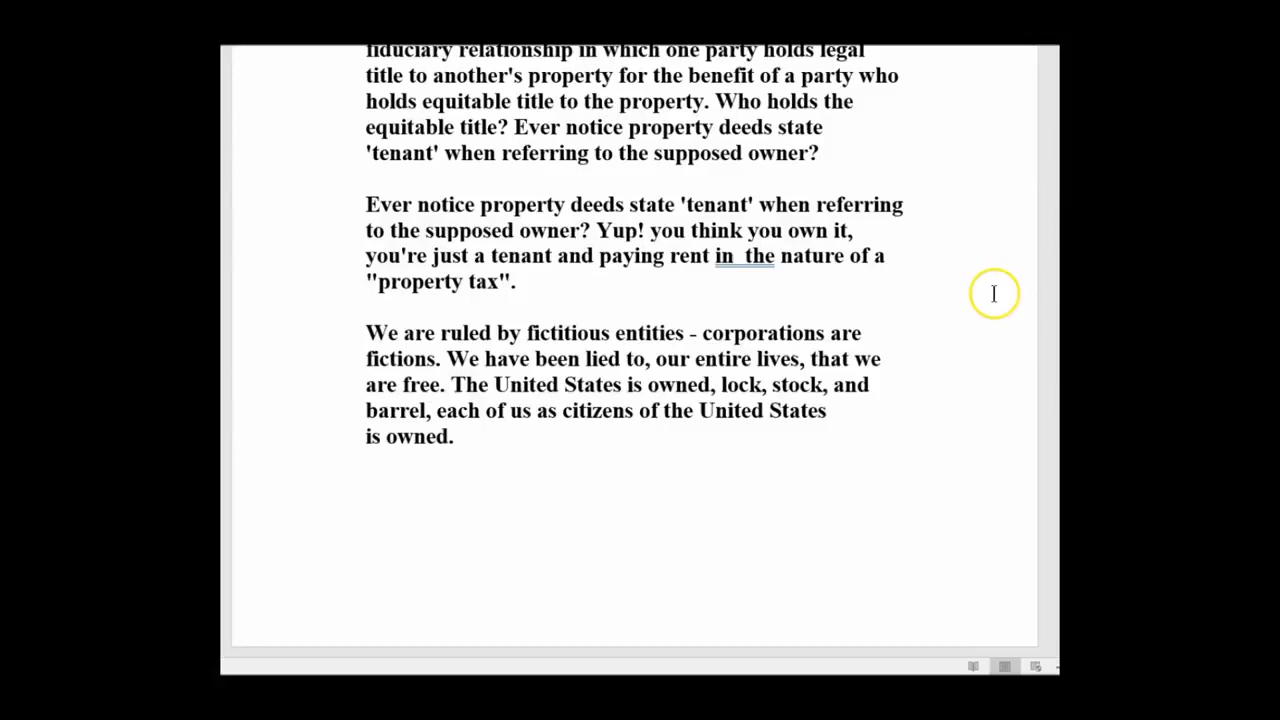 fiduciary relationship in which one party holds legal
title to another's property for the benefit of a party who
holds equitable title to the property. Who holds the
equitable title? Ever notice property deeds state
'tenant' when referring to the supposed owner?
Ever notice property deeds state 'tenant' when referring
to the supposed owner? Yup! you think you own it,
you're just a tenant and paying rent in  the nature of a
"property tax".
We are ruled by fictitious entities - corporations are
fictions. We have been lied to, our entire lives, that we
are free. The United States is owned, lock, stock, and
barrel, each of us as citizens of the United States
is owned.